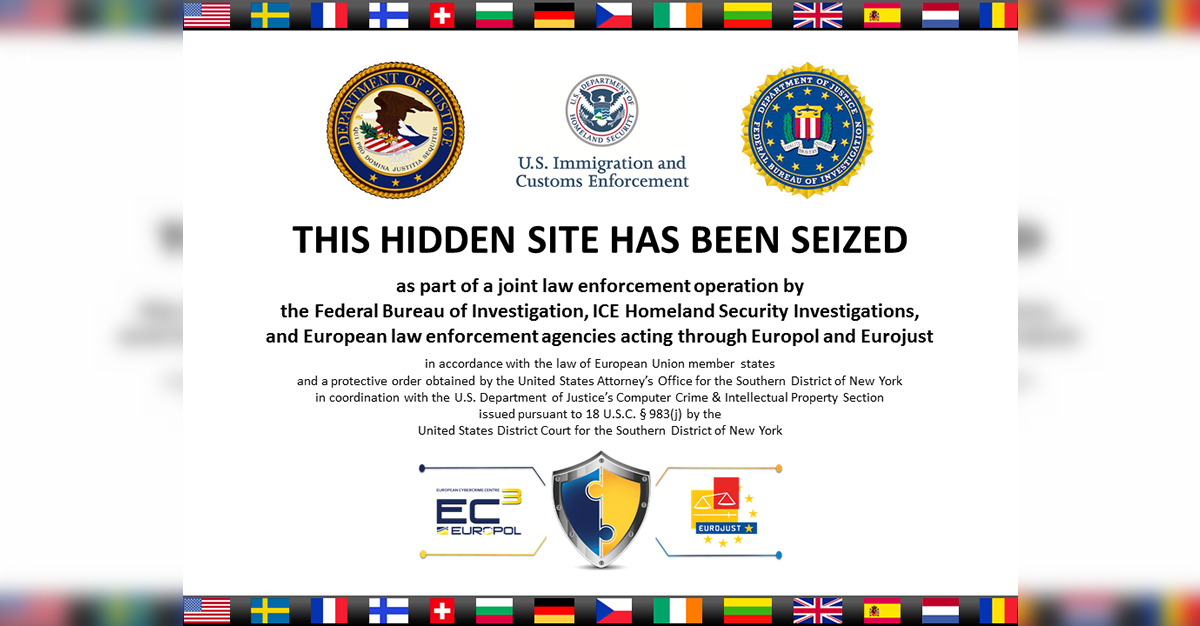 DEPARTMENT OF JUSTICE
QUI PRO DOMINA JUSTITIA SEQUITUR
U.S. DEPARTMENT OF
HOMELAND SECURITY
U.S. Immigration and
Customs Enforcement
DEPARTMENT OF JUSTICE
FEDERAL BUREAU OF INVESTIGATION
THIS HIDDEN SITE HAS BEEN SEIZED
as part of a joint law enforcement operation by
the Federal Bureau of Investigation, ICE Homeland Security Investigations,
and European law enforcement agencies acting through Europol and Eurojust
in accordance with the law of European Union member states
and a protective order obtained by the United States Attorney's Office for the Southern District of New York
in coordination with the U.S. Department of Justice's Computer Crime & Intellectual Property Section
issued pursuant to 18 U.S.C. § 983(j) by the
United States District Court for the Southern District of New York
EUROPEAN CYBERCRIME CENTRE
EC3
EUROPOL
EUROJUST